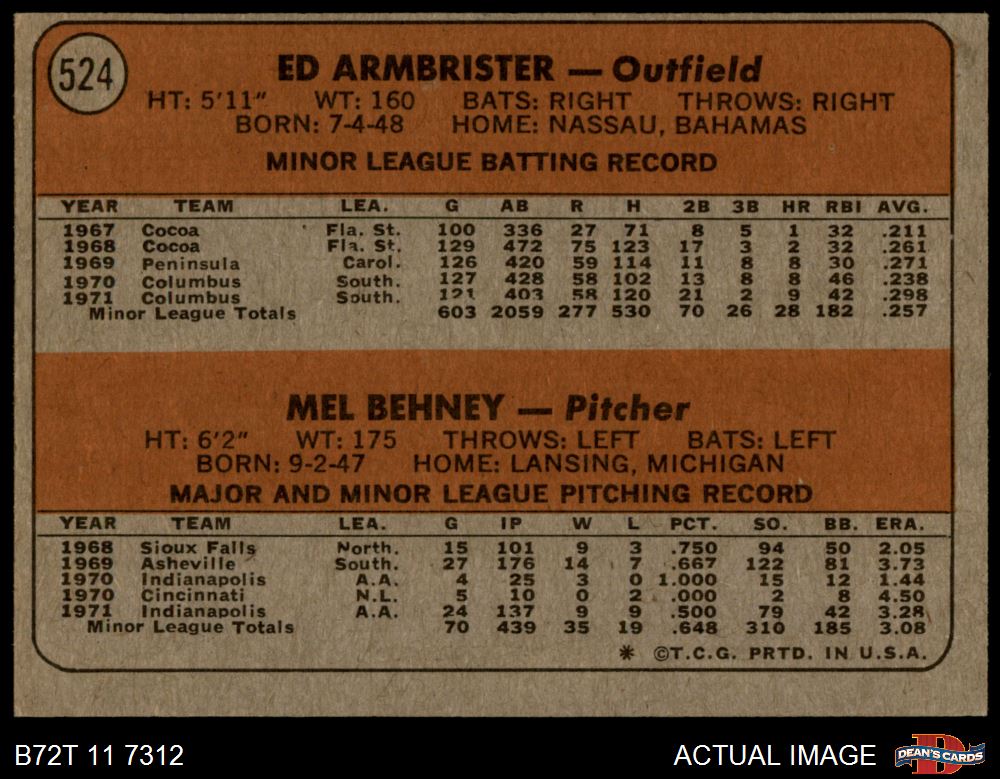 524
ED ARMBRISTER — Outfield
HT: 5'11" WT: 160 BATS: RIGHT THROWS: RIGHT
BORN: 7-4-48 HOME: NASSAU, BAHAMAS
MINOR LEAGUE BATTING RECORD
YEAR TEAM LEA. G AB R H 2B 3B HR RBI AVG.
1967 Cocoa Fla. St. 100 336 27 71 8 5 1 32 .211
1968 Cocoa Fla. St. 129 472 75 123 17 3 2 32 .261
1969 Peninsula Carol. 126 420 59 114 11 8 8 30 .271
1970 Columbus South. 127 428 58 102 13 8 8 46 .238
1971 Columbus South. 121 403 58 120 21 2 9 42 .298
Minor League Totals 603 2059 277 530 70 26 28 182 .257
MEL BEHNEY — Pitcher
HT: 6'2" WT: 175 THROWS: LEFT BATS: LEFT
BORN: 9-2-47 HOME: LANSING, MICHIGAN
MAJOR AND MINOR LEAGUE PITCHING RECORD
YEAR TEAM LEA. G IP W L PCT. SO. BB. ERA.
1968 Sioux Falls North. 15 101 9 3 .750 94 50 2.05
1969 Asheville South. 27 176 14 7 .667 122 81 3.73
1970 Indianapolis A.A. 4 25 3 0 1.000 15 12 1.44
1970 Cincinnati N.L. 5 10 0 2 .000 2 8 4.50
1971 Indianapolis A.A. 24 137 9 9 .500 79 42 3.28
Minor League Totals 70 439 35 19 .648 310 185 3.08
* ©T.C.G. PRTD. IN U.S.A.
B72T 11 7312 ACTUAL IMAGE DEAN'S CARDS